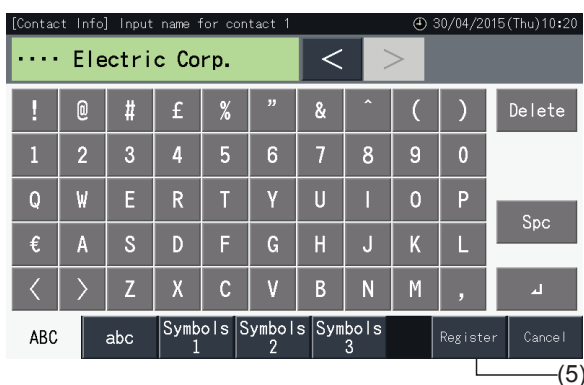 [Contact Info] Input name for contact 1 30/04/2015(Thu)10:20
···· Electric Corp. < >
! @ # £ % " & ^ ( ) Delete
1 2 3 4 5 6 7 8 9 0
Q W E R T Y U I O P
Spc
€ A S D F G H J K L
< > Z X C V B N M , ↵
ABC abc Symbols 1 Symbols 2 Symbols 3 Register Cancel
(5)